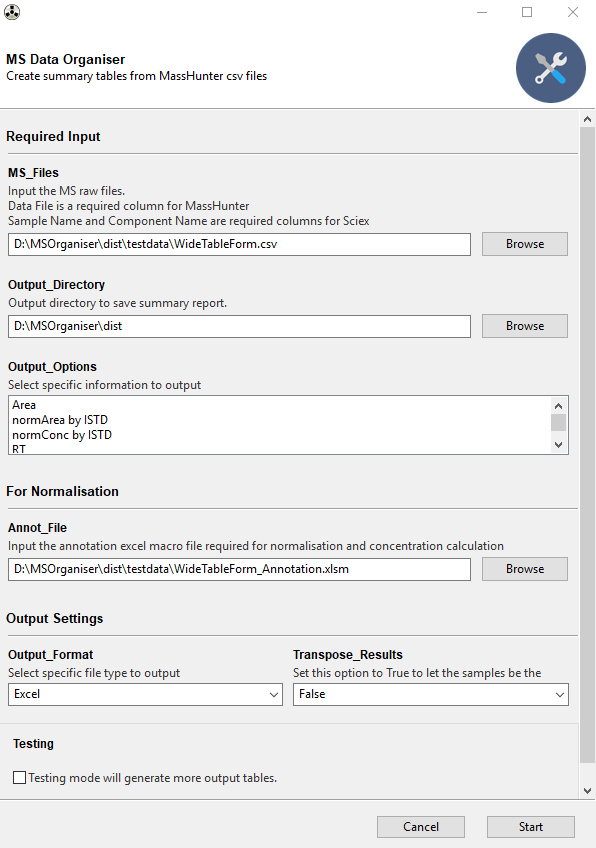 MS Data Organiser
Create summary tables from MassHunter csv files
Required Input
MS_Files
Input the MS raw files.
Data File is a required column for MassHunter
Sample Name and Component Name are required columns for Sciex
D:\MSOrganiser\dist\testdata\WideTableForm.csv
Browse
Output_Directory
Output directory to save summary report.
D:\MSOrganiser\dist
Browse
Output_Options
Select specific information to output
Area
normArea by ISTD
normConc by ISTD
RT
For Normalisation
Annot_File
Input the annotation excel macro file required for normalisation and concentration calculation
D:\MSOrganiser\dist\testdata\WideTableForm_Annotation.xlsm
Browse
Output Settings
Output_Format
Select specific file type to output
Excel
Transpose_Results
Set this option to True to let the samples be the
False
Testing
Testing mode will generate more output tables.
Cancel
Start